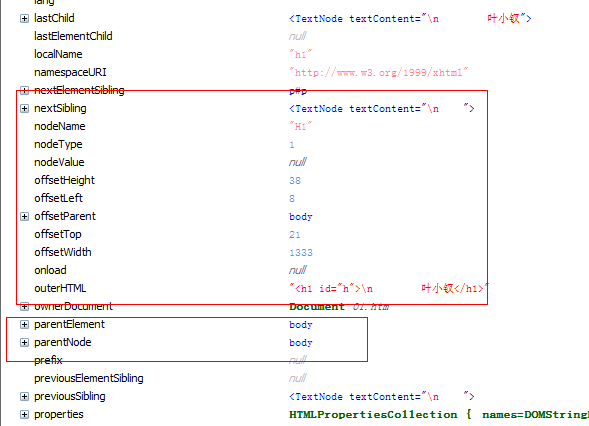 lang
lastChild <TextNode textContent="\n 叶小钗">
lastElementChild null
localName "h1"
namespaceURI "http://www.w3.org/1999/xhtml"
nextElementSibling p#p
nextSibling <TextNode textContent="\n ">
nodeName "H1"
nodeType 1
nodeValue null
offsetHeight 38
offsetLeft 8
offsetParent body
offsetTop 21
offsetWidth 1333
onload null
outerHTML "<h1 id="h">\n 叶小钗</h1>"
ownerDocument Document 01.htm
parentElement body
parentNode body
prefix null
previousElementSibling null
previousSibling <TextNode textContent="\n ">
properties HTMLPropertiesCollection { names=DOMStringL